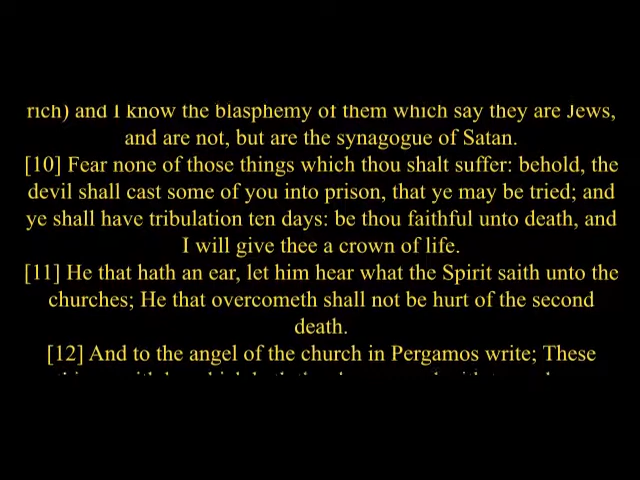 rich) and I know the blasphemy of them which say they are Jews,
and are not, but are the synagogue of Satan.
[10] Fear none of those things which thou shalt suffer: behold, the
devil shall cast some of you into prison, that ye may be tried; and
ye shall have tribulation ten days: be thou faithful unto death, and
I will give thee a crown of life.
[11] He that hath an ear, let him hear what the Spirit saith unto the
churches; He that overcometh shall not be hurt of the second
death.
[12] And to the angel of the church in Pergamos write; These